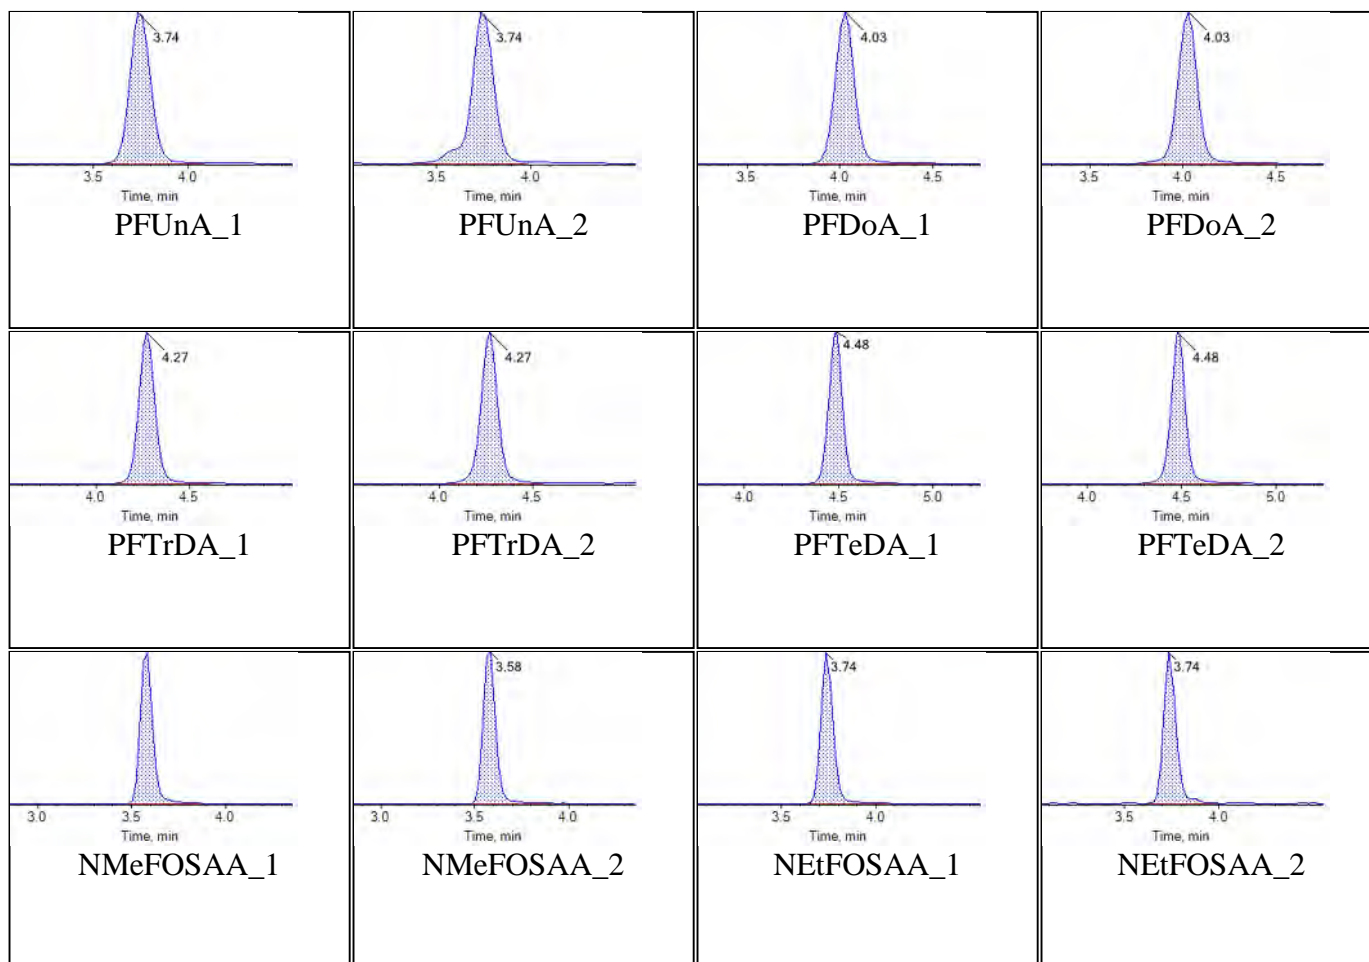 3.74
3.5 4.0
Time, min
PFUnA_1
3.74
3.5 4.0
Time, min
PFUnA_2
4.03
3.5 4.0 4.5
Time, min
PFDoA_1
4.03
3.5 4.0 4.5
Time, min
PFDoA_2
4.27
4.0 4.5
Time, min
PFTrDA_1
4.27
4.0 4.5
Time, min
PFTrDA_2
4.48
4.0 4.5 5.0
Time, min
PFTeDA_1
4.48
4.0 4.5 5.0
Time, min
PFTeDA_2
3.0 3.5 4.0
Time, min
NMeFOSAA_1
3.58
3.0 3.5 4.0
Time, min
NMeFOSAA_2
3.74
3.5 4.0
Time, min
NEtFOSAA_1
3.74
3.5 4.0
Time, min
NEtFOSAA_2